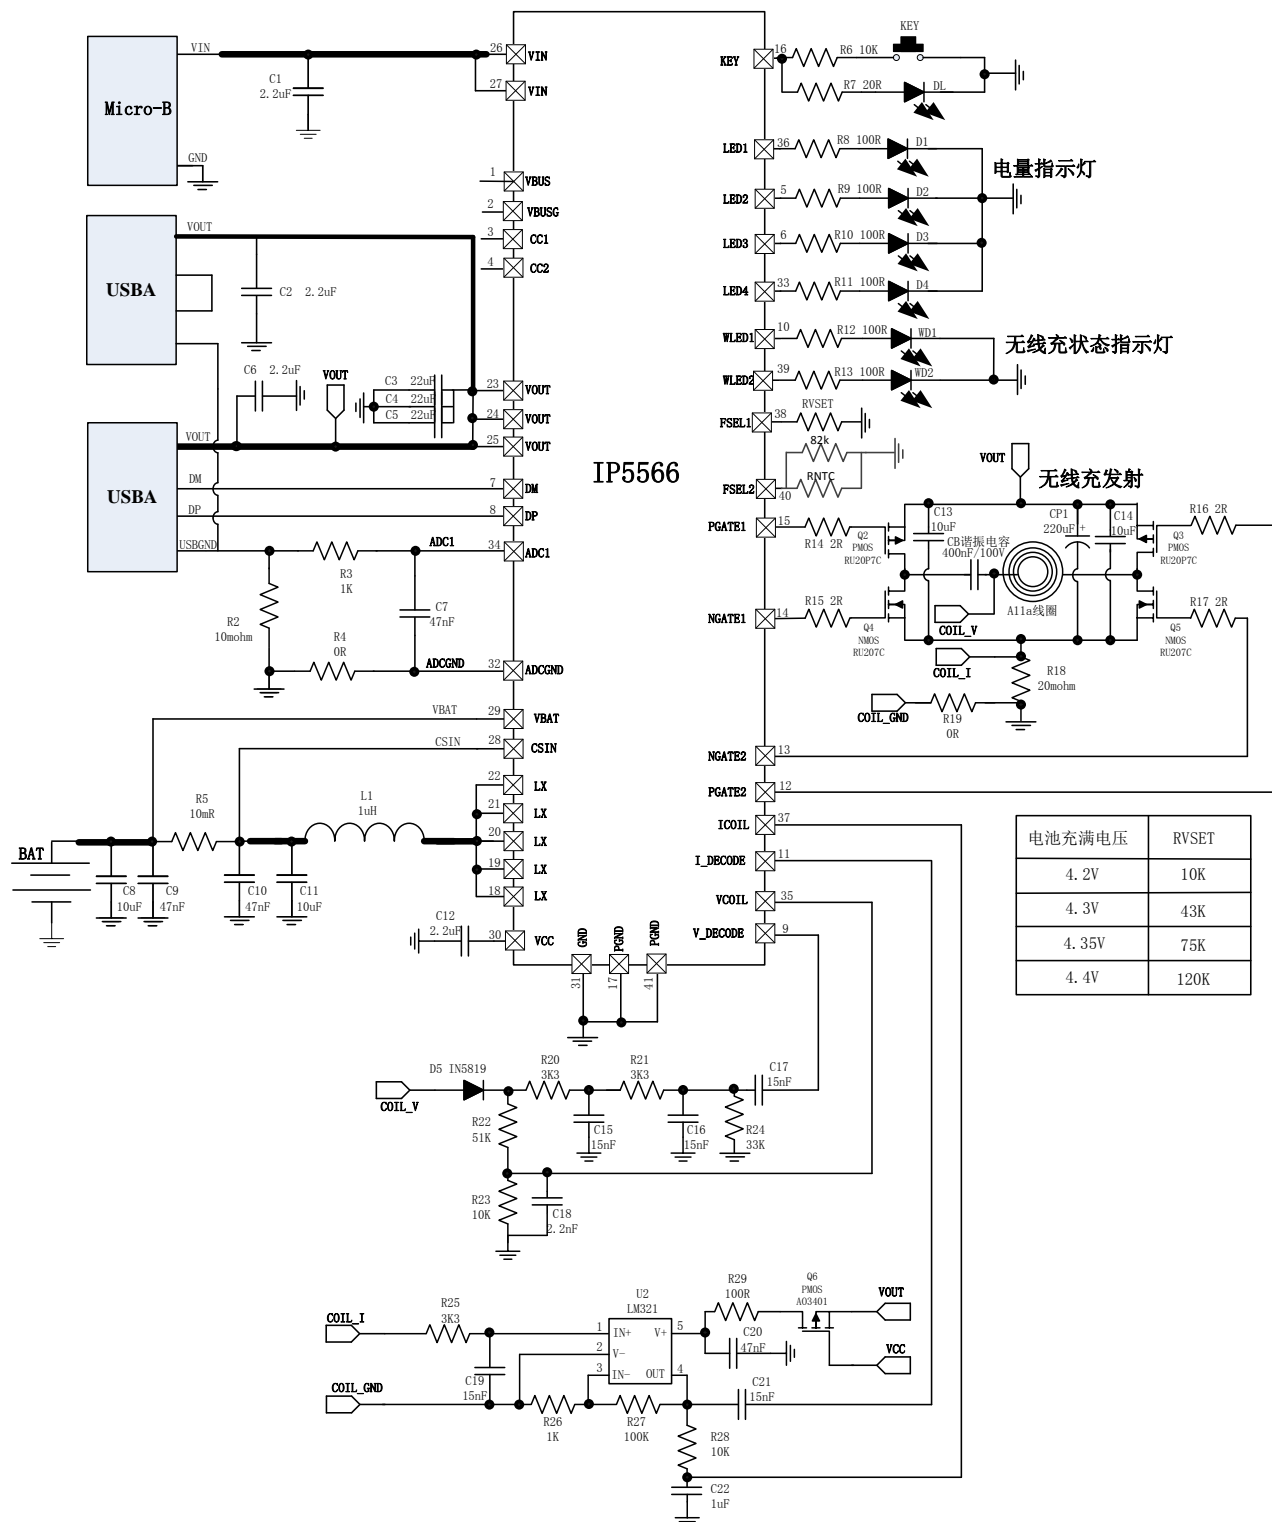 Micro-B
VIN
C1
2.2uF
GND
26
VIN
27
VIN
1
VBUS
2
VBUSG
3
CC1
4
CC2
USBA
VOUT
C2 2.2uF
C6 2.2uF
VOUT
C3 22uF
C4 22uF
C5 22uF
23
VOUT
24
VOUT
25
VOUT
USBA
VOUT
DM
DP
USBGND
7
DM
8
DP
34
ADC1
ADC1
R3
1K
R2
10mohm
R4
0R
C7
47nF
ADCGND
32
ADCGND
VBAT
29
VBAT
CSIN
28
CSIN
22
LX
21
LX
20
LX
19
LX
18
LX
R5
10mR
L1
1uH
BAT
C8
10uF
C9
47nF
C10
47nF
C11
10uF
C12
2.2uF
30
VCC
IP5566
GND
PGND
PGND
31
17
41
KEY
16
R6 10K
KEY
R7 20R
DL
LED1
36
R8 100R
D1
电量指示灯
LED2
5
R9 100R
D2
LED3
6
R10 100R
D3
LED4
33
R11 100R
D4
WLED1
10
R12 100R
WD1
无线充状态指示灯
WLED2
39
R13 100R
WD2
FSEL1
38
RVSET
82k
RNTC
FSEL2
40
VOUT
无线充发射
PGATE1
15
R14 2R
Q2
PMOS
RU20P7C
C13
10uF
CB谐振电容
400nF/100V
CP1
220uF
+
C14
10uF
Q3
PMOS
RU20P7C
R16 2R
A11a线圈
COIL_V
NGATE1
14
R15 2R
Q4
NMOS
RU207C
Q5
NMOS
RU207C
R17 2R
COIL_I
R18
20mohm
COIL_GND
R19
0R
NGATE2
13
PGATE2
12
ICOIL
37
I_DECODE
11
VCOIL
35
V_DECODE
9
电池充满电压 RVSET
4.2V 10K
4.3V 43K
4.35V 75K
4.4V 120K
COIL_V
D5 IN5819
R20
3K3
R21
3K3
C17
15nF
R22
51K
C15
15nF
C16
15nF
R24
33K
R23
10K
C18
2.2nF
COIL_I
R25
3K3
U2
LM321
1
IN+
2
V-
3
IN-
V+
5
OUT
4
R29
100R
Q6
PMOS
AO3401
VOUT
VCC
C20
47nF
C19
15nF
COIL_GND
R26
1K
R27
100K
C21
15nF
R28
10K
C22
1uF